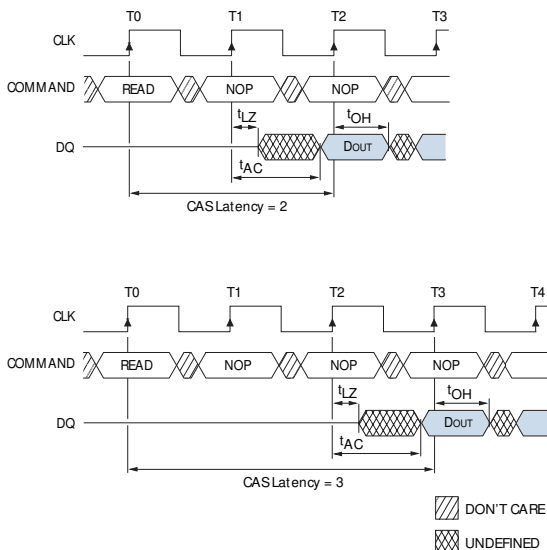 T0 T1 T2 T3
CLK
COMMAND READ NOP NOP
tLZ tOH
DQ DOUT
tAC
CAS Latency = 2
T0 T1 T2 T3 T4
CLK
COMMAND READ NOP NOP NOP
tLZ tOH
DQ DOUT
tAC
CAS Latency = 3
DON'T CARE
UNDEFINED